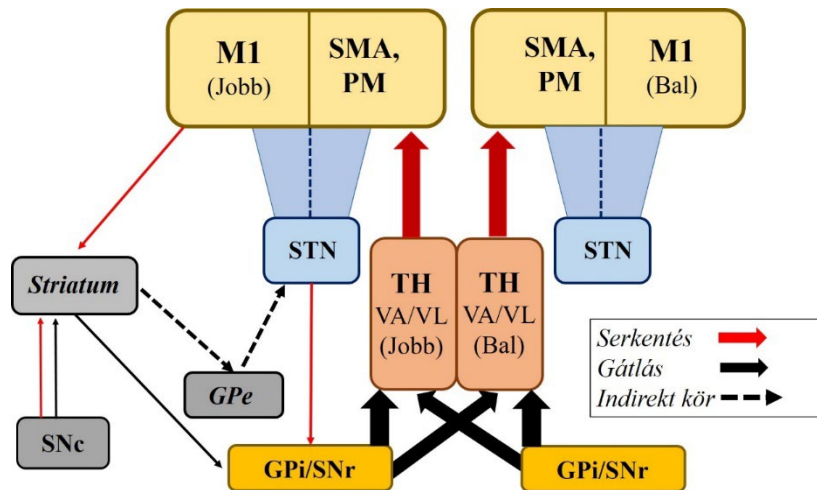 M1
(Jobb)
SMA,
PM
SMA,
PM
M1
(Bal)
STN
STN
Striatum
TH
VA/VL
(Jobb)
TH
VA/VL
(Bal)
GPe
SNc
GPi/SNr
GPi/SNr
Serkentés
Gátlás
Indirekt kör